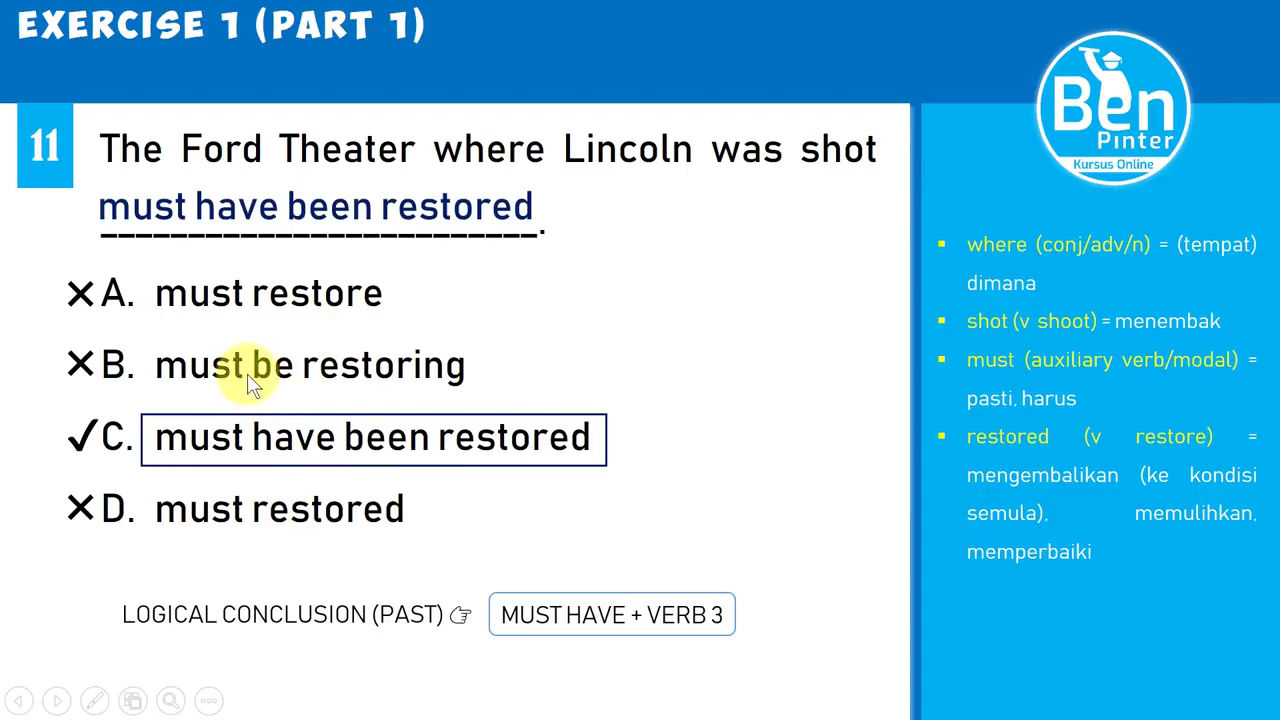 EXERCISE 1 (PART 1)
11
The Ford Theater where Lincoln was shot
must have been restored
_________________________.
A. must restore
B. must be restoring
C. must have been restored
D. must restored
LOGICAL CONCLUSION (PAST)
MUST HAVE + VERB 3
Ben
Pinter
Kursus Online
where (conj/adv/n) = (tempat)
dimana
shot (v shoot) = menembak
must (auxiliary verb/modal) =
pasti, harus
restored (v restore) =
mengembalikan (ke kondisi
semula), memulihkan,
memperbaiki